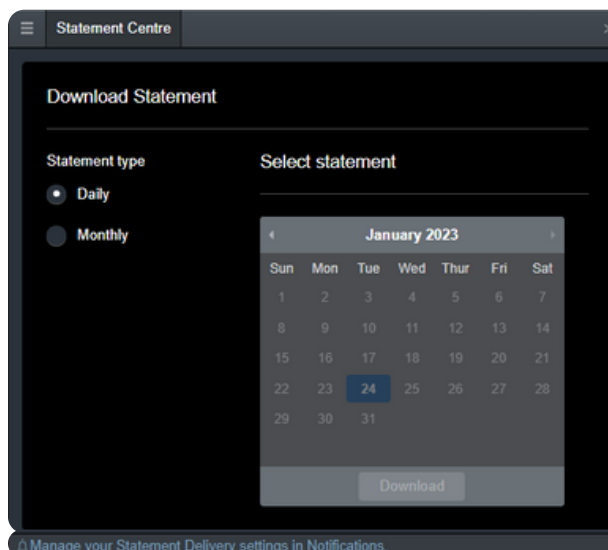 Statement Centre
Download Statement
Statement type
Select statement
Daily
Monthly
January 2023
Sun Mon Tue Wed Thur Fri Sat
1 2 3 4 5 6 7
8 9 10 11 12 13 14
15 16 17 18 19 20 21
22 23 24 25 26 27 28
29 30 31
Download
Manage your Statement Delivery settings in Notifications